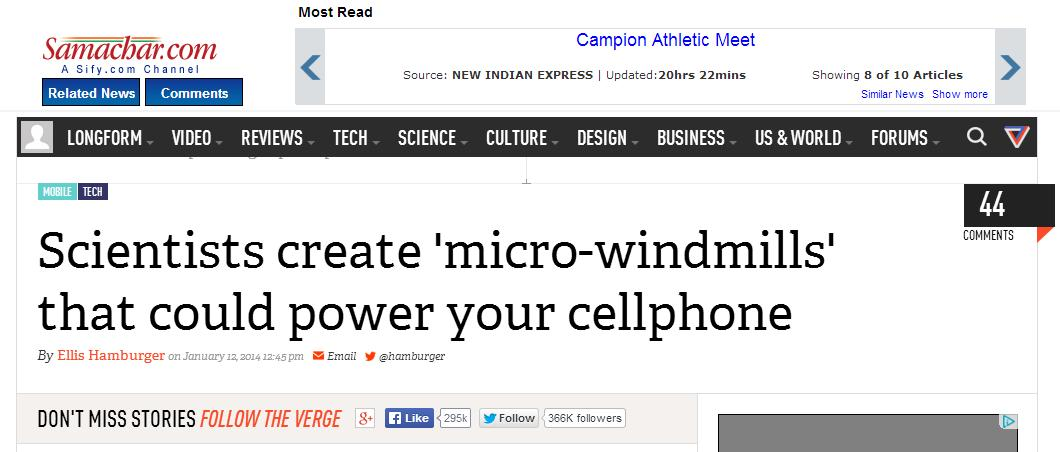 Most Read
Samachar.com
A Sify.com Channel
Related News
Comments
Campion Athletic Meet
Source: NEW INDIAN EXPRESS | Updated:20hrs 22mins
Showing 8 of 10 Articles
Similar News Show more
LONGFORM VIDEO REVIEWS TECH SCIENCE CULTURE DESIGN BUSINESS US & WORLD FORUMS
MOBILE TECH
44
COMMENTS
Scientists create 'micro-windmills'
that could power your cellphone
By Ellis Hamburger on January 12, 2014 12:45 pm Email @hamburger
DON'T MISS STORIES FOLLOW THE VERGE
g+ Like 295k Follow 366K followers